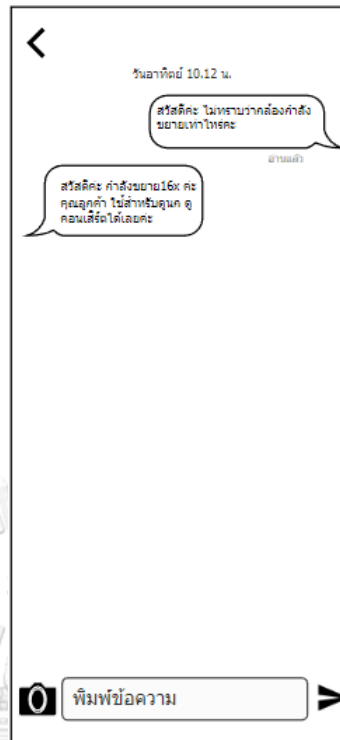 วันอาทิตย์ 10.12 น.
สวัสดีค่ะ ไม่ทราบว่ากล้องกำลัง
ขยายเท่าไหร่คะ
อ่านแล้ว
สวัสดีค่ะ กำลังขยาย16x ค่ะ
คุณลูกค้า ใช้สำหรับดูนก ดู
คอนเสิร์ตได้เลยค่ะ
พิมพ์ข้อความ